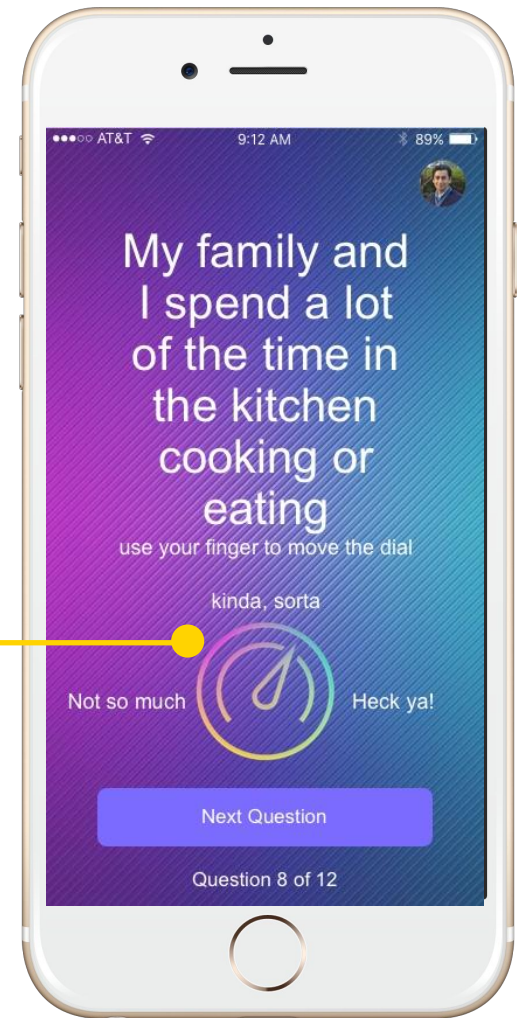 ●●●○○ AT&T 9:12 AM 89%
My family and
I spend a lot
of the time in
the kitchen
cooking or
eating
use your finger to move the dial
kinda, sorta
Not so much Heck ya!
Next Question
Question 8 of 12